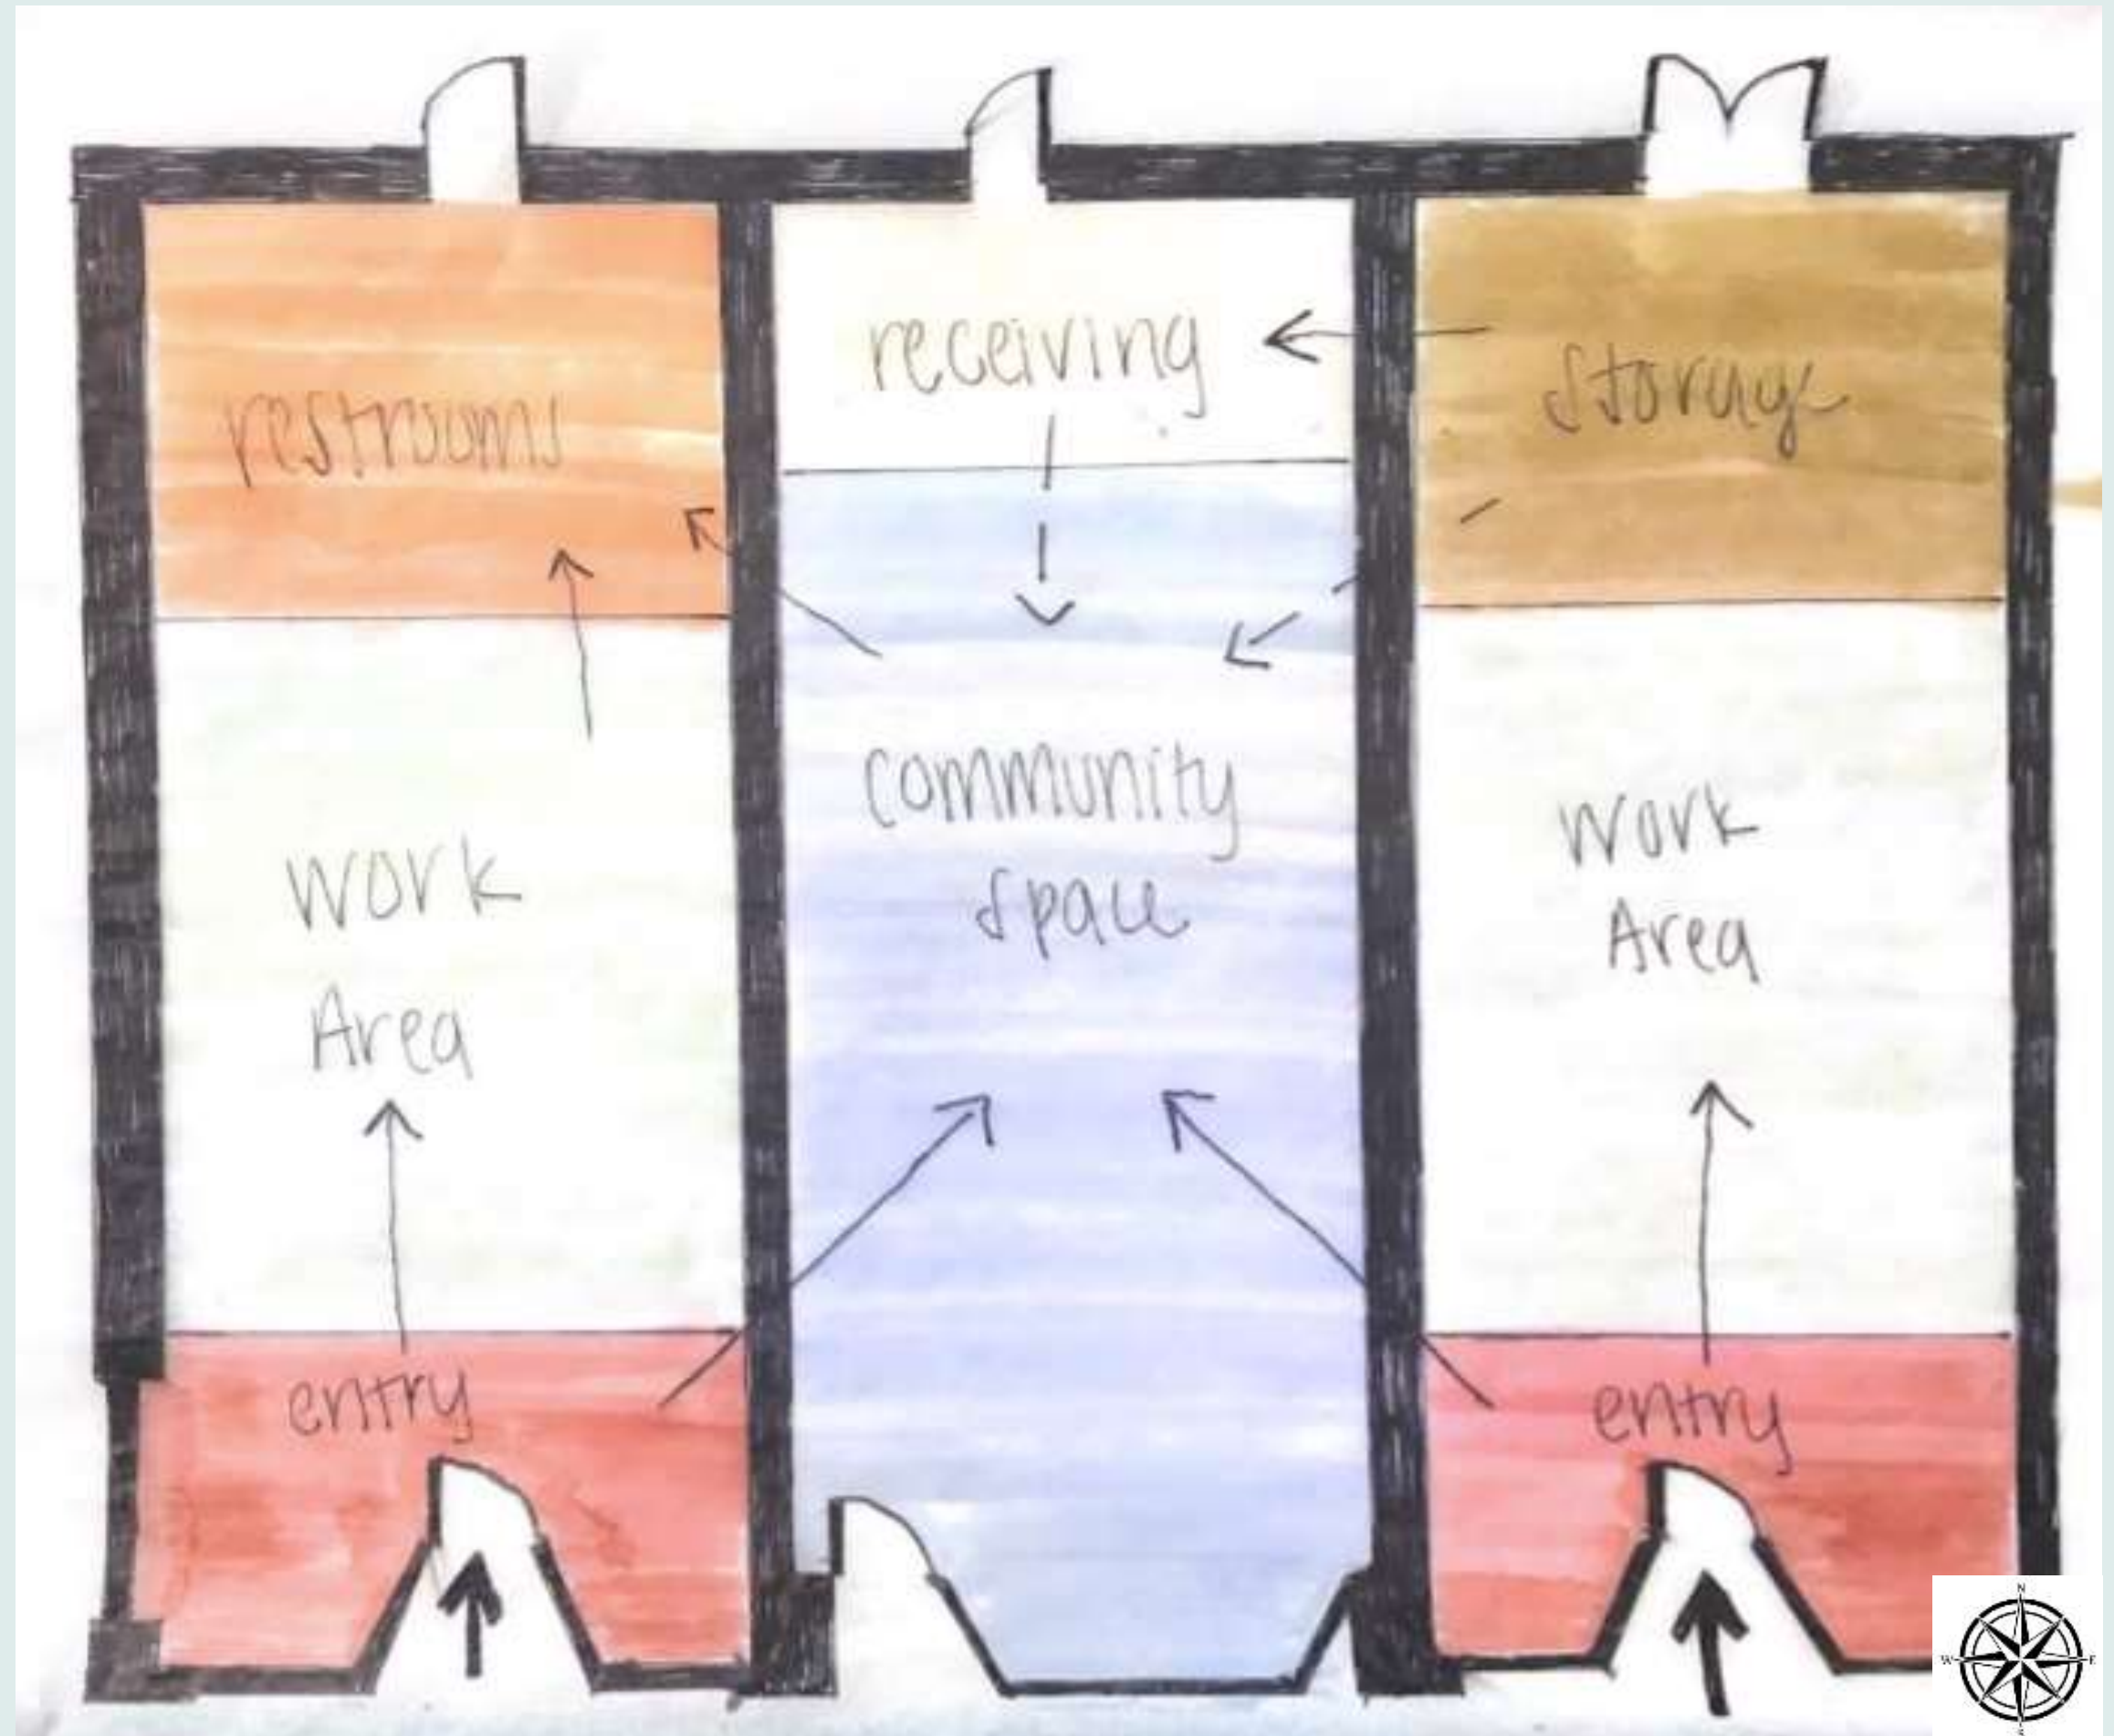 receiving
storage
restrooms
community
space
work
Area
work
Area
entry
entry
N
W
E
S